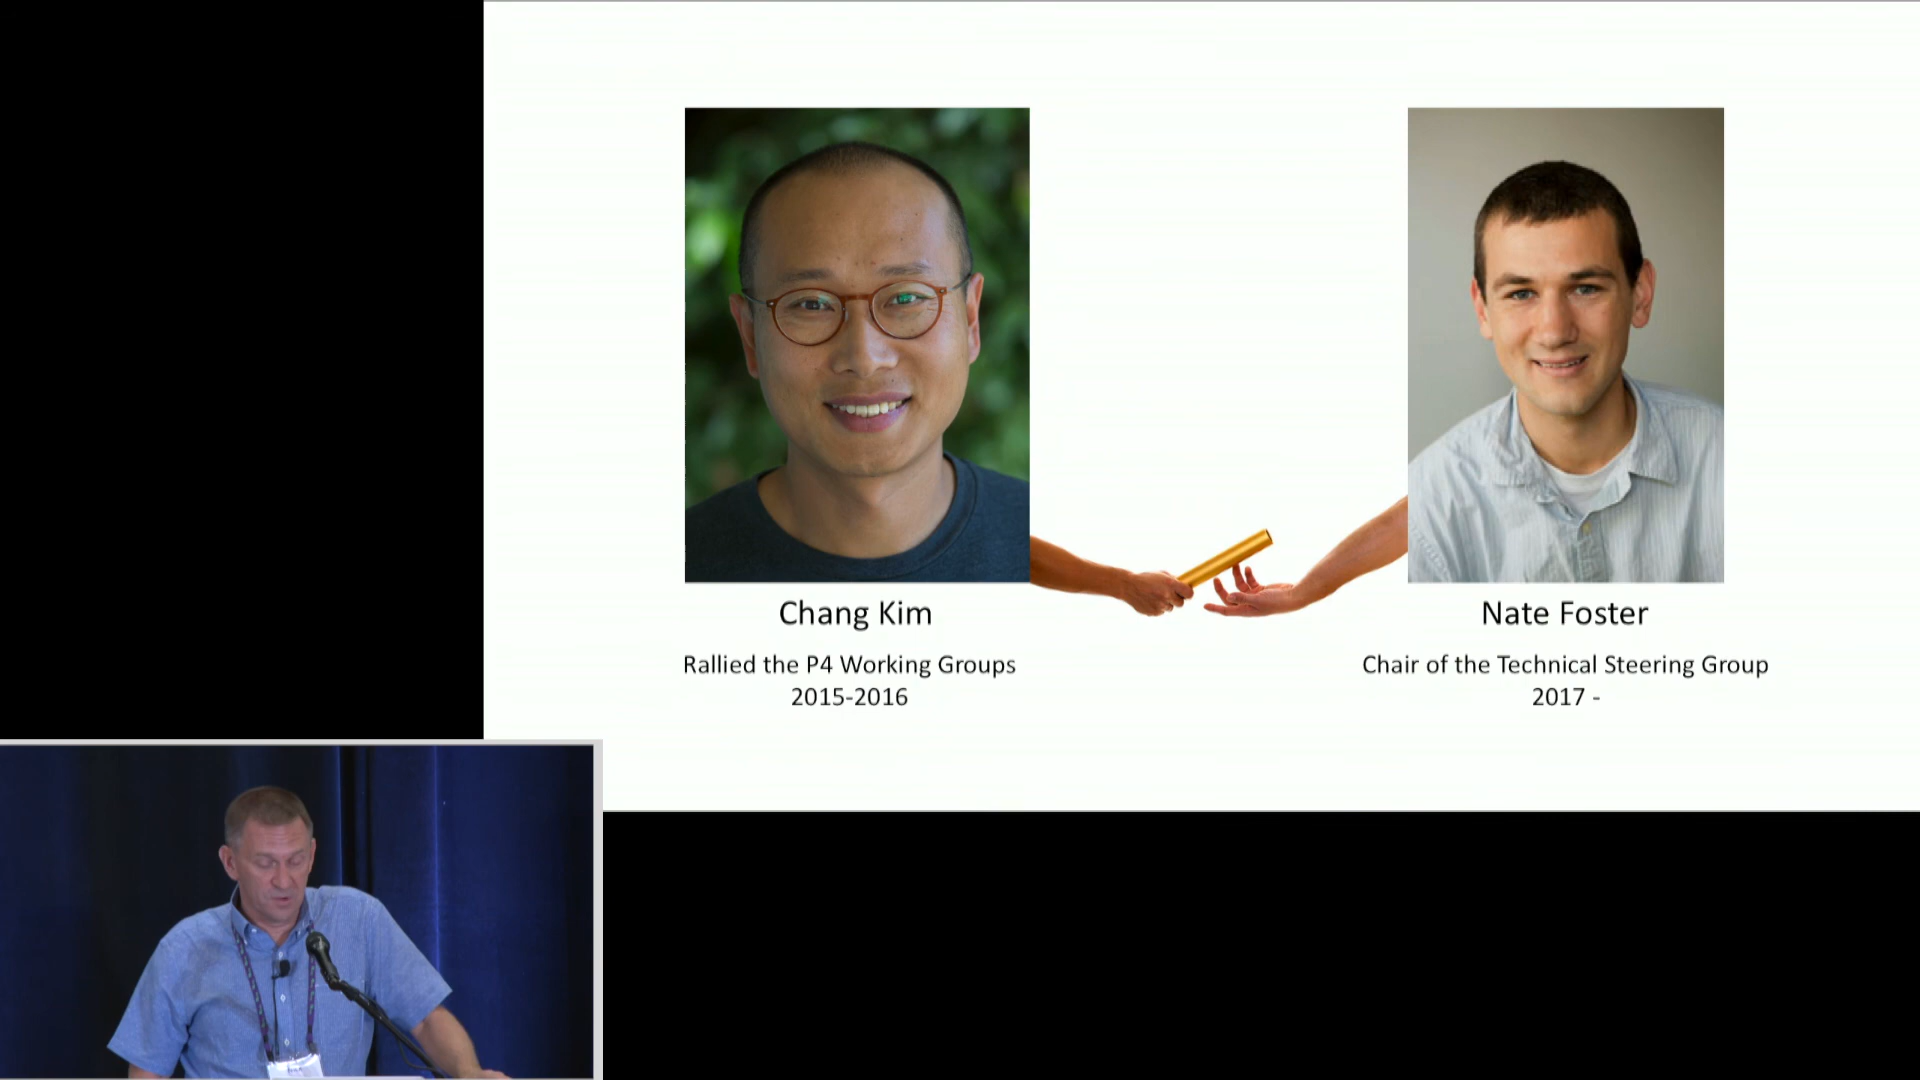 Chang Kim
Rallied the P4 Working Groups
2015-2016
Nate Foster
Chair of the Technical Steering Group
2017 -